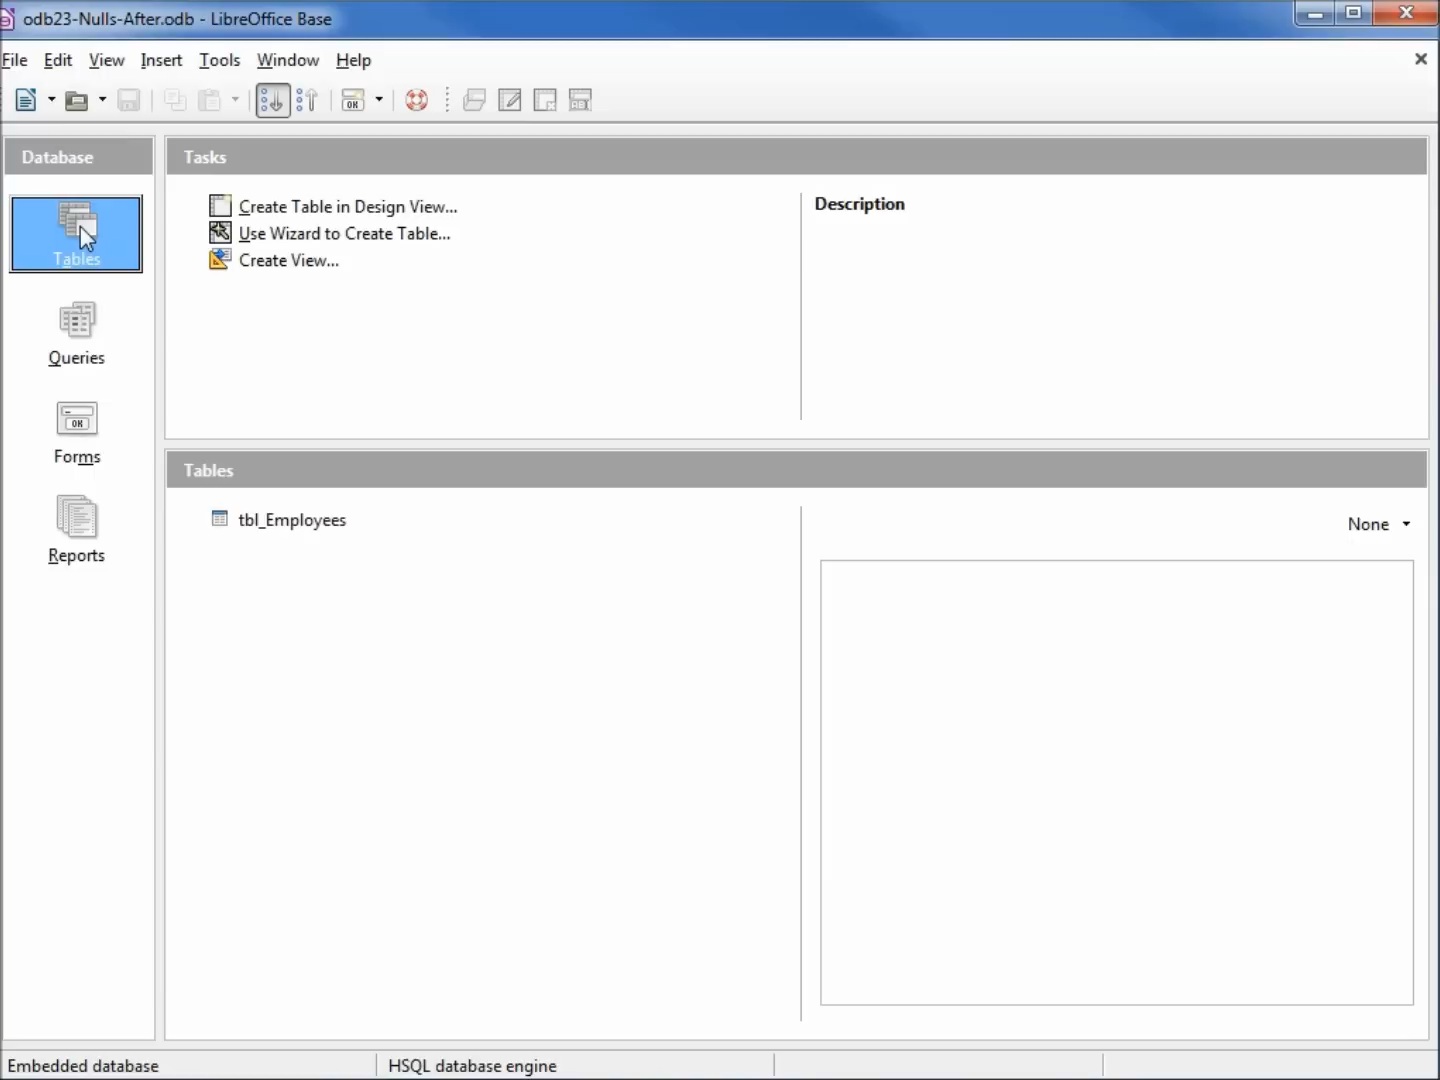 odb23-Nulls-After.odb - LibreOffice Base
File Edit View Insert Tools Window Help
OK
Database
Tasks
Tables
Create Table in Design View...
Use Wizard to Create Table...
Create View...
Description
Queries
OK
Forms
Reports
Tables
tbl_Employees
None
Embedded database
HSQL database engine